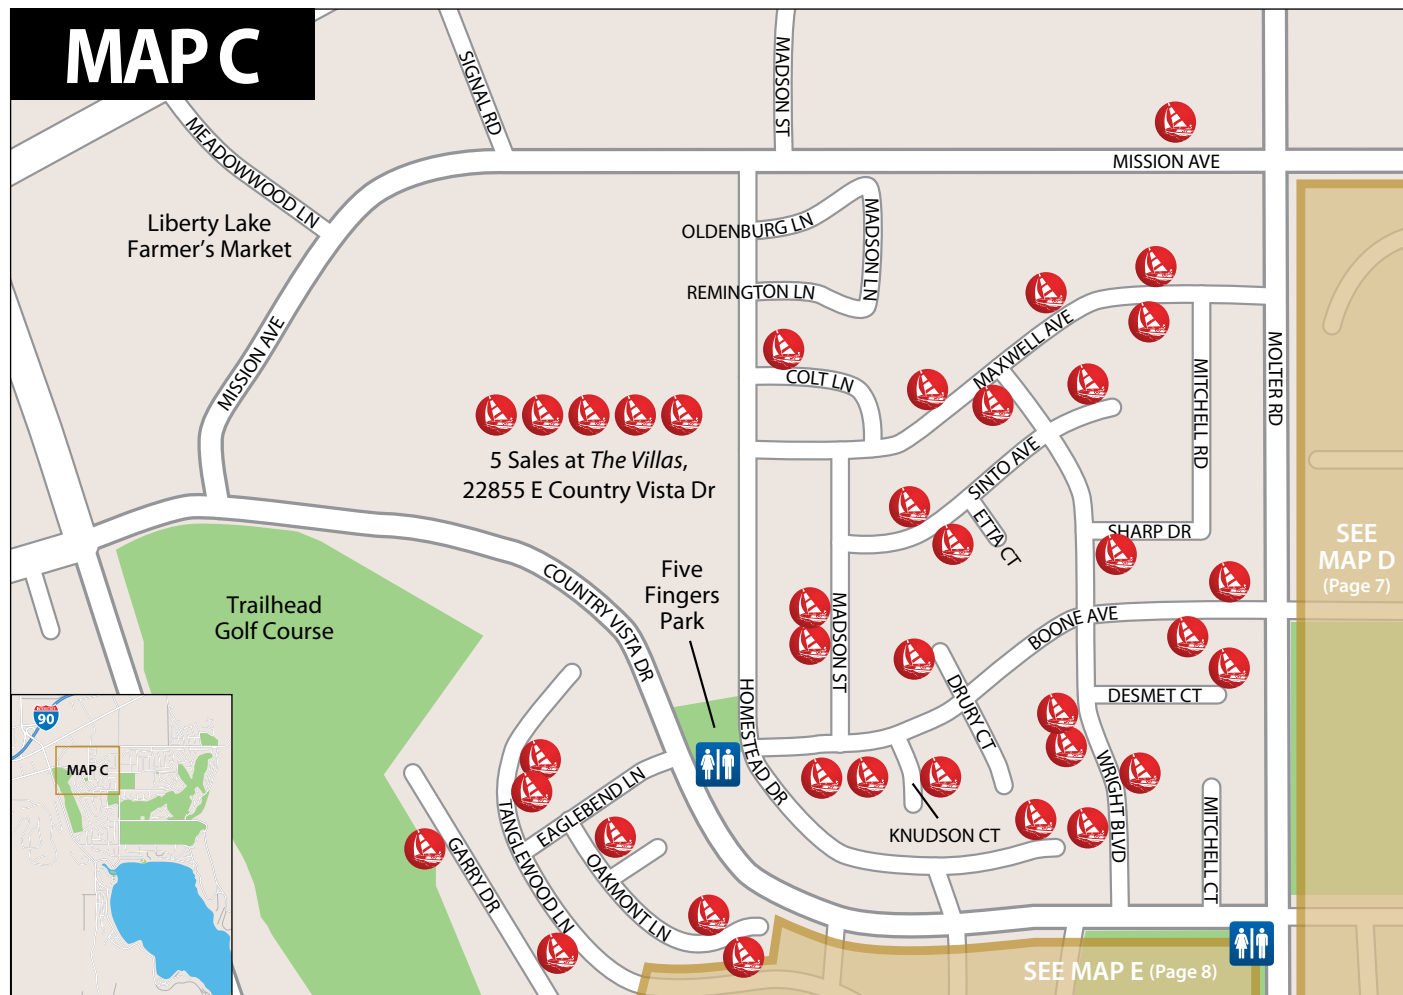 MAP C
SIGNAL RD
MADSON ST
MISSION AVE
MEADOWWOOD LN
Liberty Lake
Farmer's Market
OLDENBURG LN
MADSON LN
REMINGTON LN
MISSION AVE
MAXWELL AVE
COLT LN
MITCHELL RD
MOLTER RD
5 Sales at The Villas,
22855 E Country Vista Dr
SINTO AVE
ETTA CT
SHARP DR
SEE
MAP D
(Page 7)
Five
Fingers
Park
COUNTRY VISTA DR
Trailhead
Golf Course
MADSON ST
BOONE AVE
HOMESTEAD DR
DRURY CT
DESMET CT
90
MAP C
WRIGHT BLVD
EAGLEBEND LN
TANGLEWOOD LN
GARRY DR
OAKMONT LN
KNUDSON CT
MITCHELL CT
SEE MAP E (Page 8)